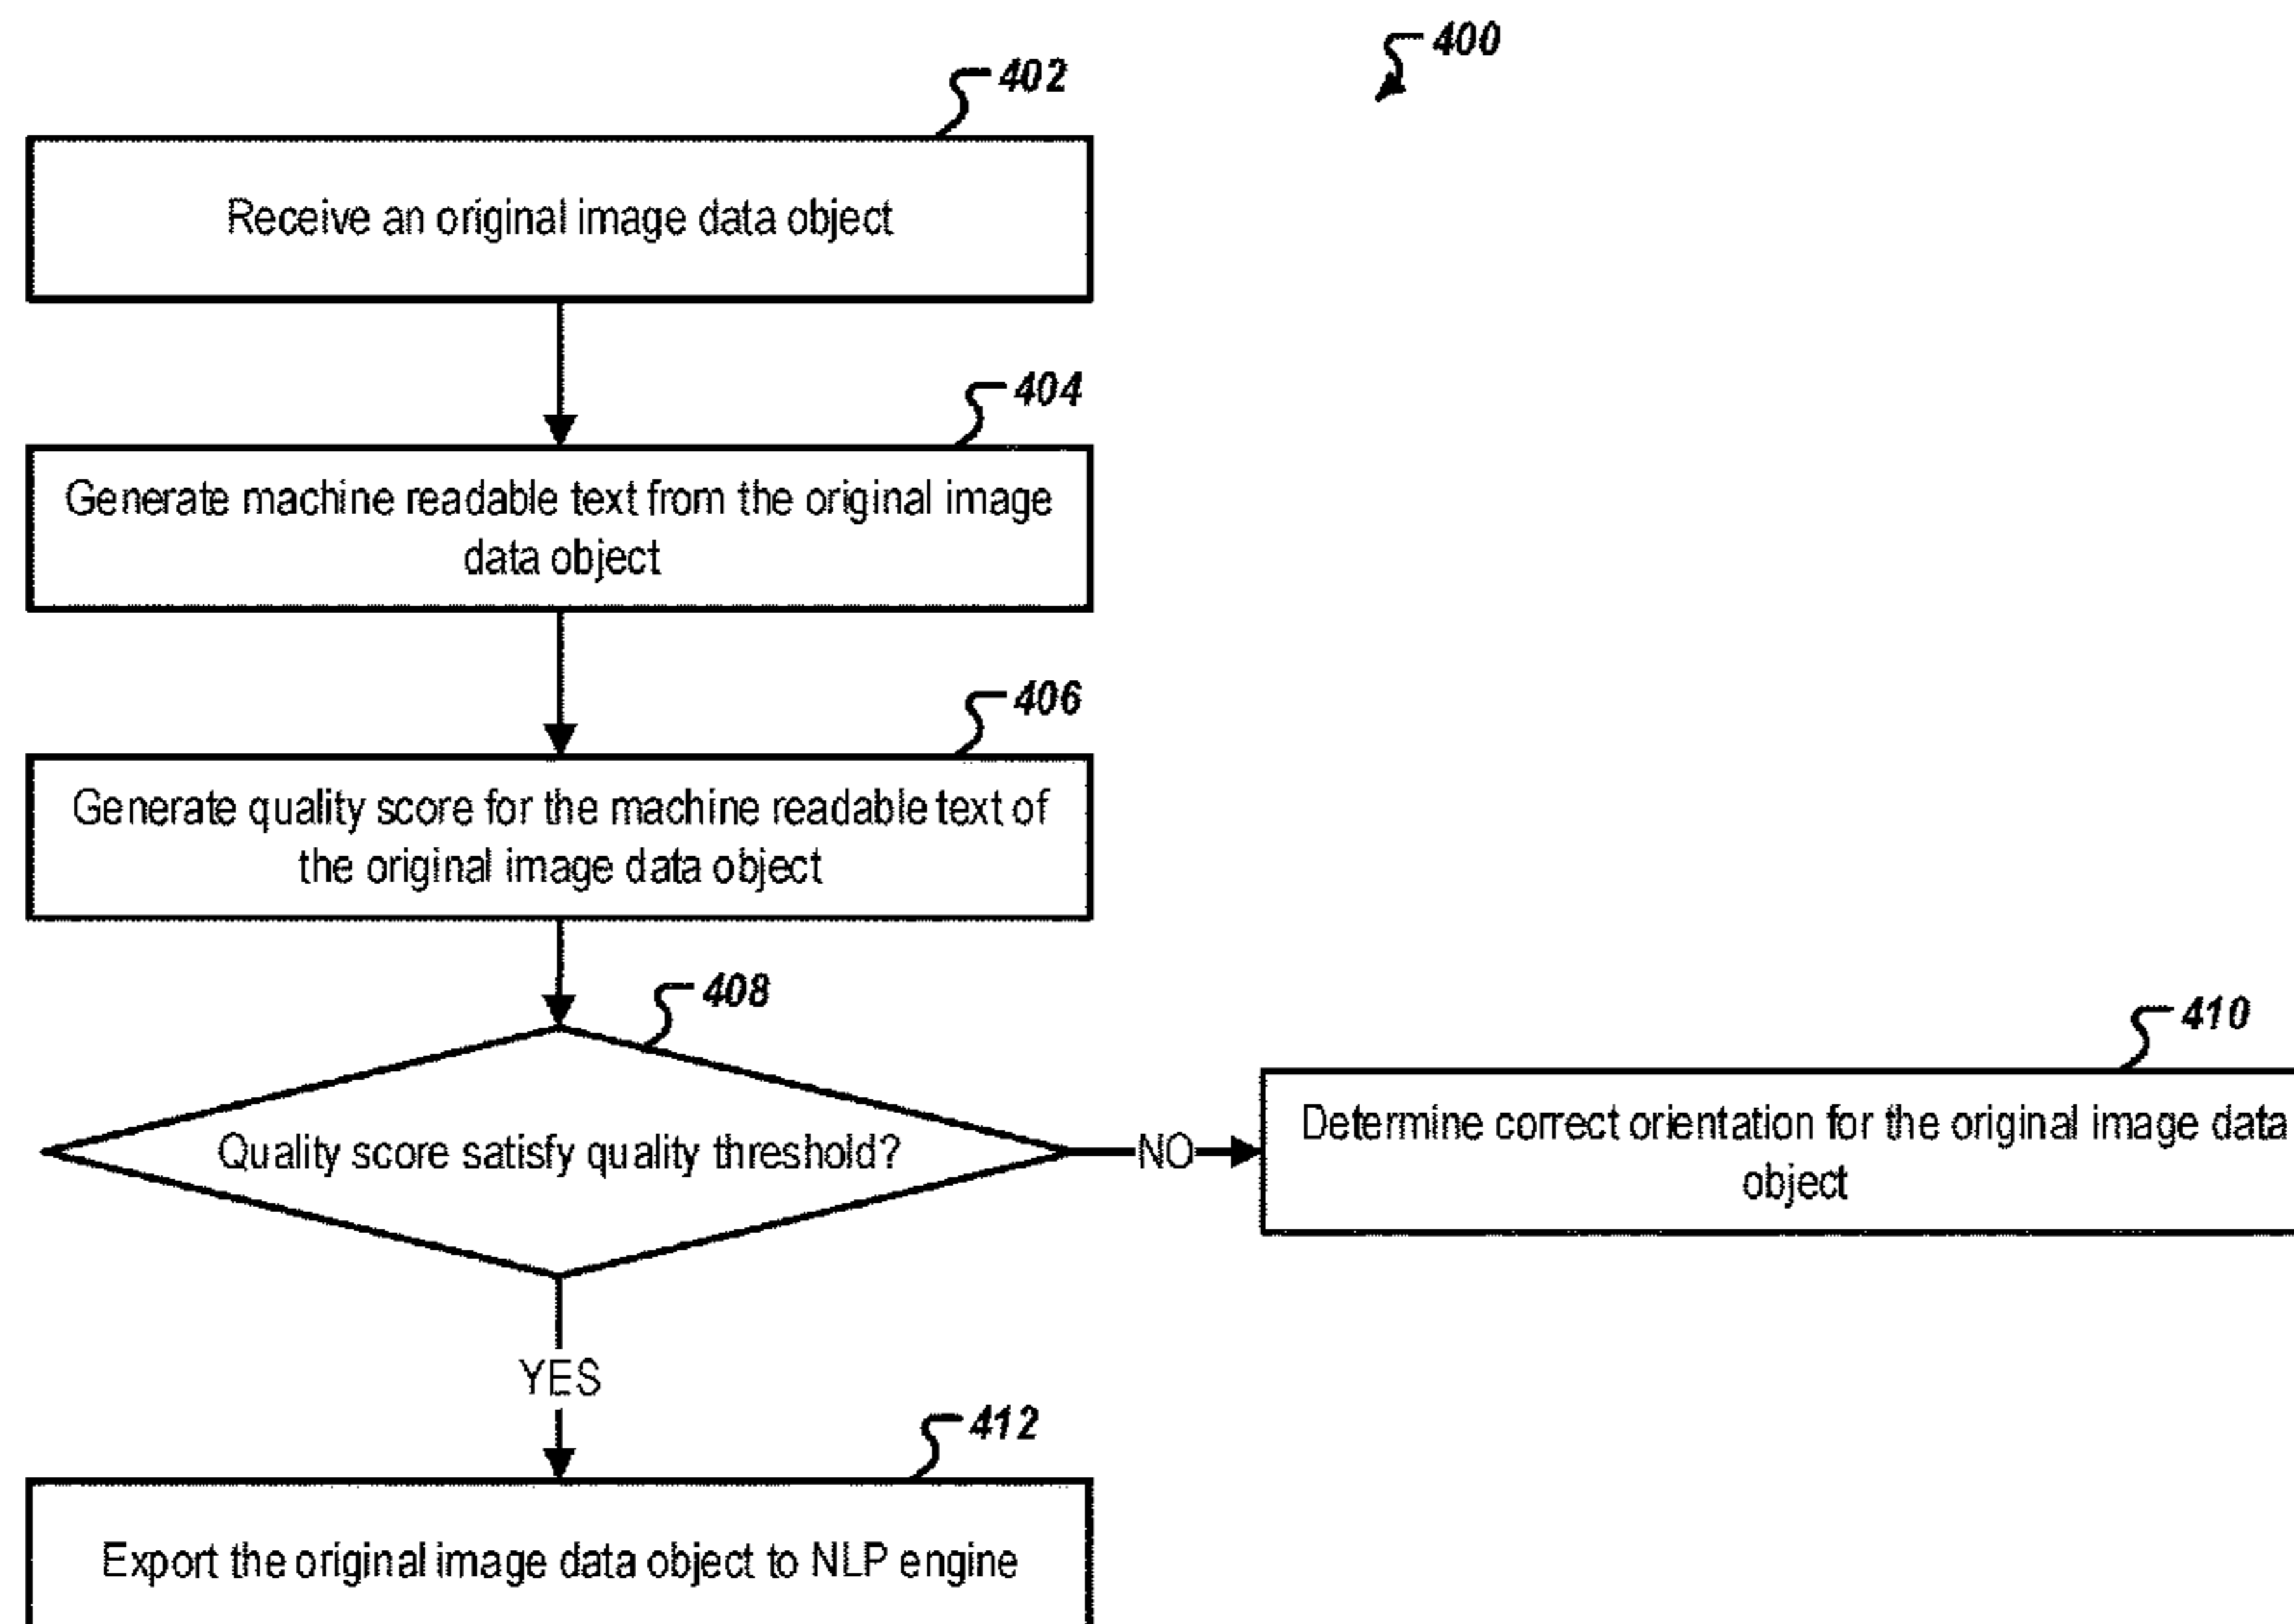 400
402
Receive an original image data object
404
Generate machine readable text from the original image
data object
406
Generate quality score for the machine readable text of
the original image data object
408
Quality score satisfy quality threshold?
NO
410
Determine correct orientation for the original image data
object
YES
412
Export the original image data object to NLP engine